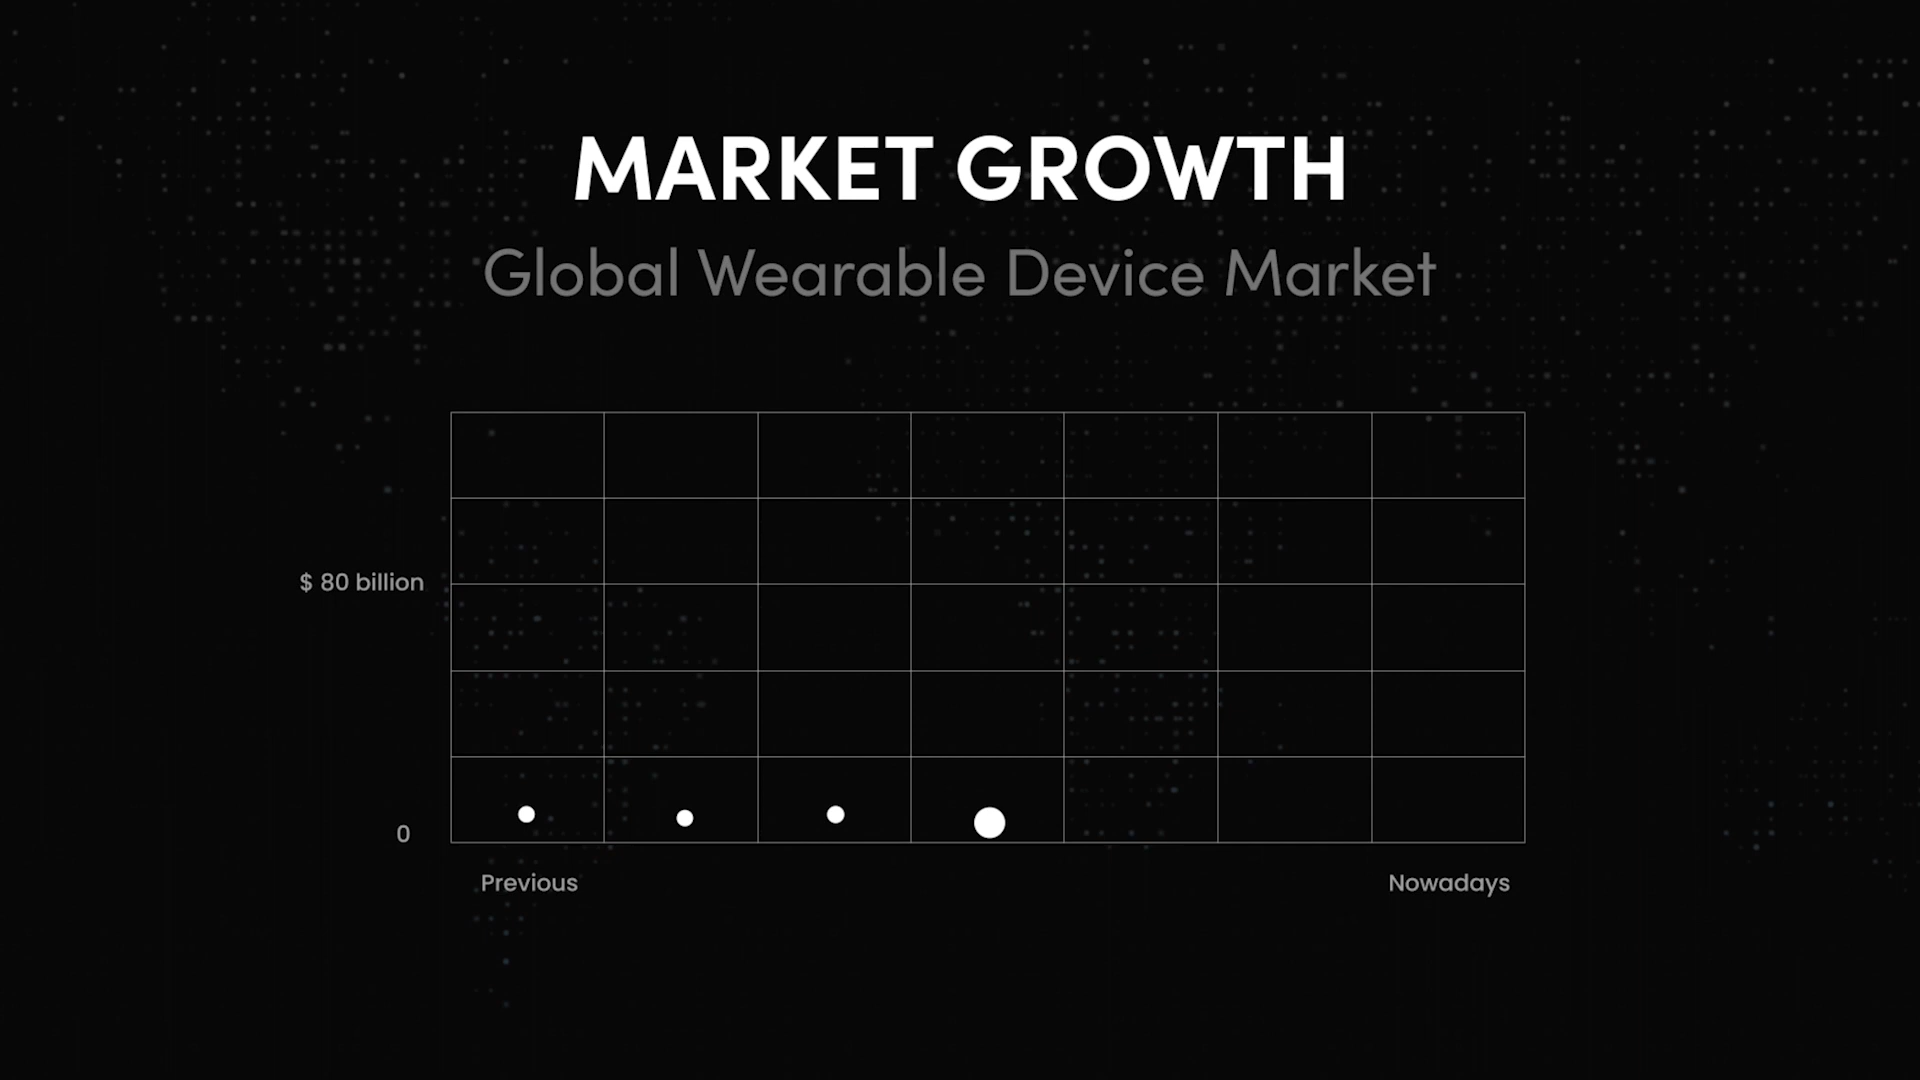 MARKET GROWTH
Global Wearable Device Market
$ 80 billion
0
Previous
Nowadays